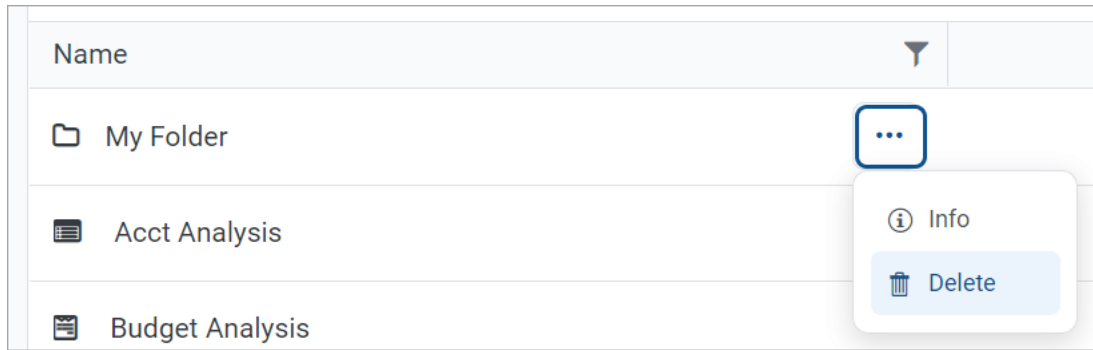 Name
My Folder
Acct Analysis
Info
Delete
Budget Analysis